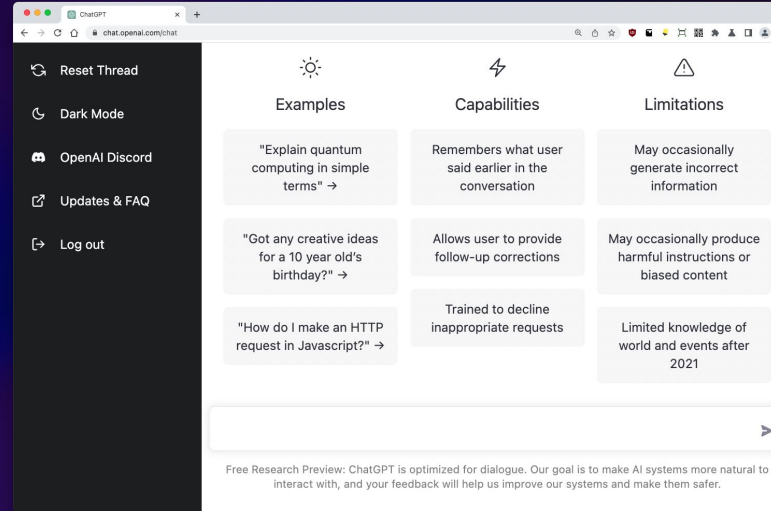 ChatGPT
chat.openai.com/chat
Reset Thread
Dark Mode
OpenAI Discord
Updates & FAQ
Log out
Examples
"Explain quantum
computing in simple
terms" →
"Got any creative ideas
for a 10 year old's
birthday?" →
"How do I make an HTTP
request in Javascript?" →
Capabilities
Remembers what user
said earlier in the
conversation
Allows user to provide
follow-up corrections
Trained to decline
inappropriate requests
Limitations
May occasionally
generate incorrect
information
May occasionally produce
harmful instructions or
biased content
Limited knowledge of
world and events after
2021
Free Research Preview: ChatGPT is optimized for dialogue. Our goal is to make AI systems more natural to
interact with, and your feedback will help us improve our systems and make them safer.